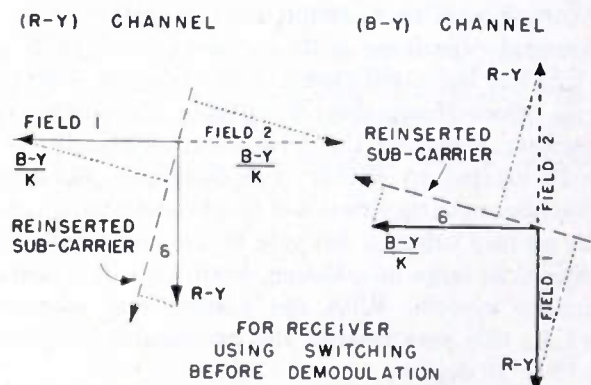 (R-Y) CHANNEL
FIELD 1
FIELD 2
B-Y
K
B-Y
K
REINSERTED
SUB-CARRIER
6
R-Y
(B-Y) CHANNEL
R-Y
REINSERTED
SUB-CARRIER
FIELD 2
6
B-Y
K
FIELD 1
R-Y
FOR RECEIVER
USING SWITCHING
BEFORE DEMODULATION